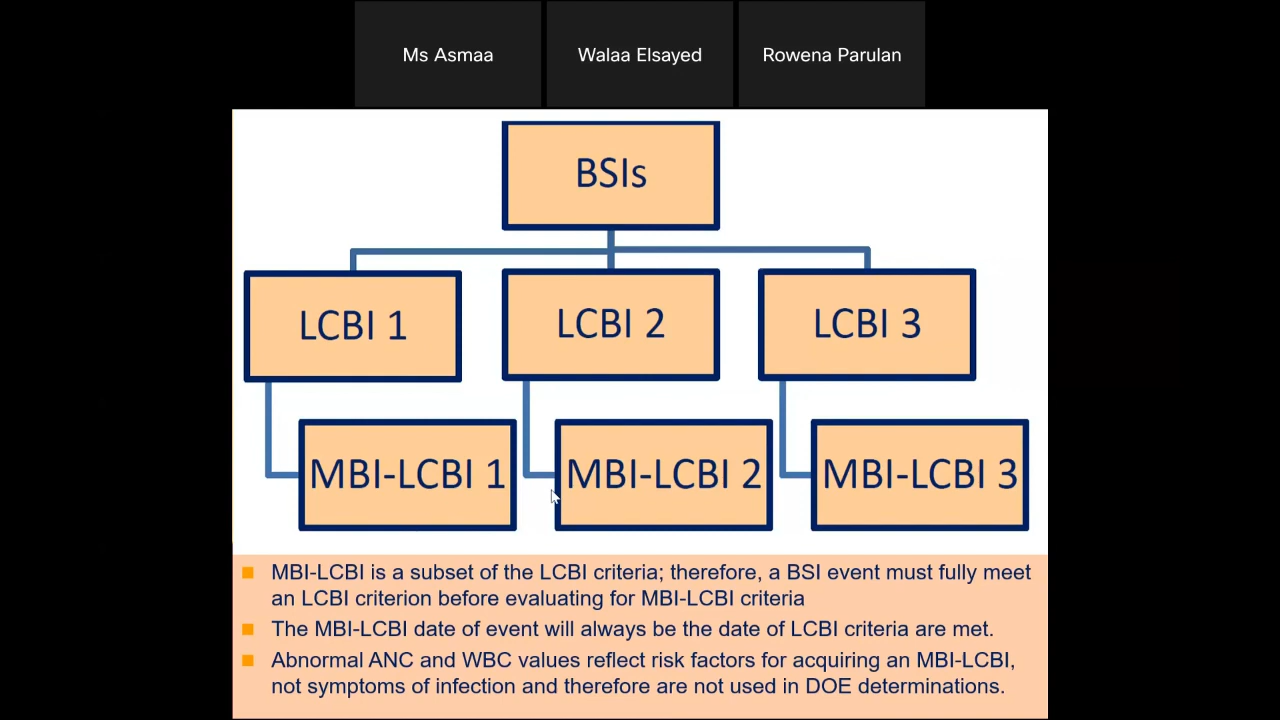 Ms Asmaa
Walaa Elsayed
Rowena Parulan
BSIs
LCBI 1
LCBI 2
LCBI 3
MBI-LCBI 1
MBI-LCBI 2
MBI-LCBI 3
MBI-LCBI is a subset of the LCBI criteria; therefore, a BSI event must fully meet
an LCBI criterion before evaluating for MBI-LCBI criteria
The MBI-LCBI date of event will always be the date of LCBI criteria are met.
Abnormal ANC and WBC values reflect risk factors for acquiring an MBI-LCBI,
not symptoms of infection and therefore are not used in DOE determinations.